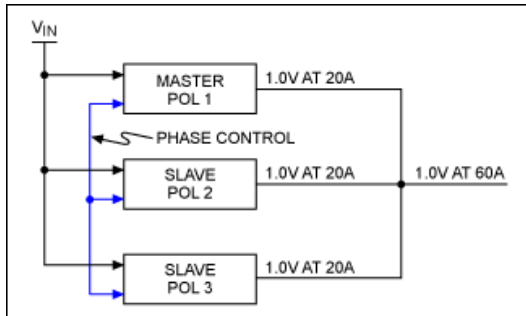 VIN
MASTER
POL 1
1.0V AT 20A
PHASE CONTROL
SLAVE
POL 2
1.0V AT 20A
1.0V AT 60A
SLAVE
POL 3
1.0V AT 20A